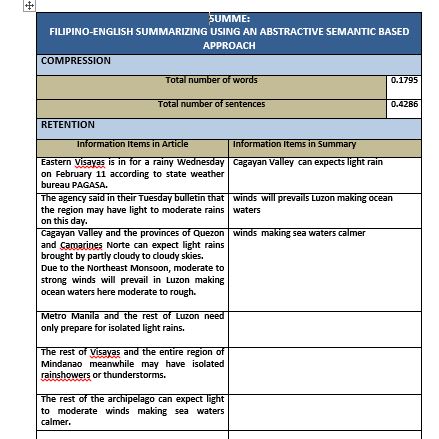 SUMME:
FILIPINO-ENGLISH SUMMARIZING USING AN ABSTRACTIVE SEMANTIC BASED
APPROACH
COMPRESSION
Total number of words 0.1795
Total number of sentences 0.4286
RETENTION
Information Items in Article Information Items in Summary
Eastern Visayas is in for a rainy Wednesday
on February 11 according to state weather
bureau PAGASA.
Cagayan Valley can expects light rain
The agency said in their Tuesday bulletin that
the region may have light to moderate rains
on this day.
winds will prevails Luzon making ocean
waters
Cagayan Valley and the provinces of Quezon
and Camarines Norte can expect light rains
brought by partly cloudy to cloudy skies.
Due to the Northeast Monsoon, moderate to
strong winds will prevail in Luzon making
ocean waters here moderate to rough.
winds making sea waters calmer
Metro Manila and the rest of Luzon need
only prepare for isolated light rains.
The rest of Visayas and the entire region of
Mindanao meanwhile may have isolated
rainshowers or thunderstorms.
The rest of the archipelago can expect light
to moderate winds making sea waters
calmer.